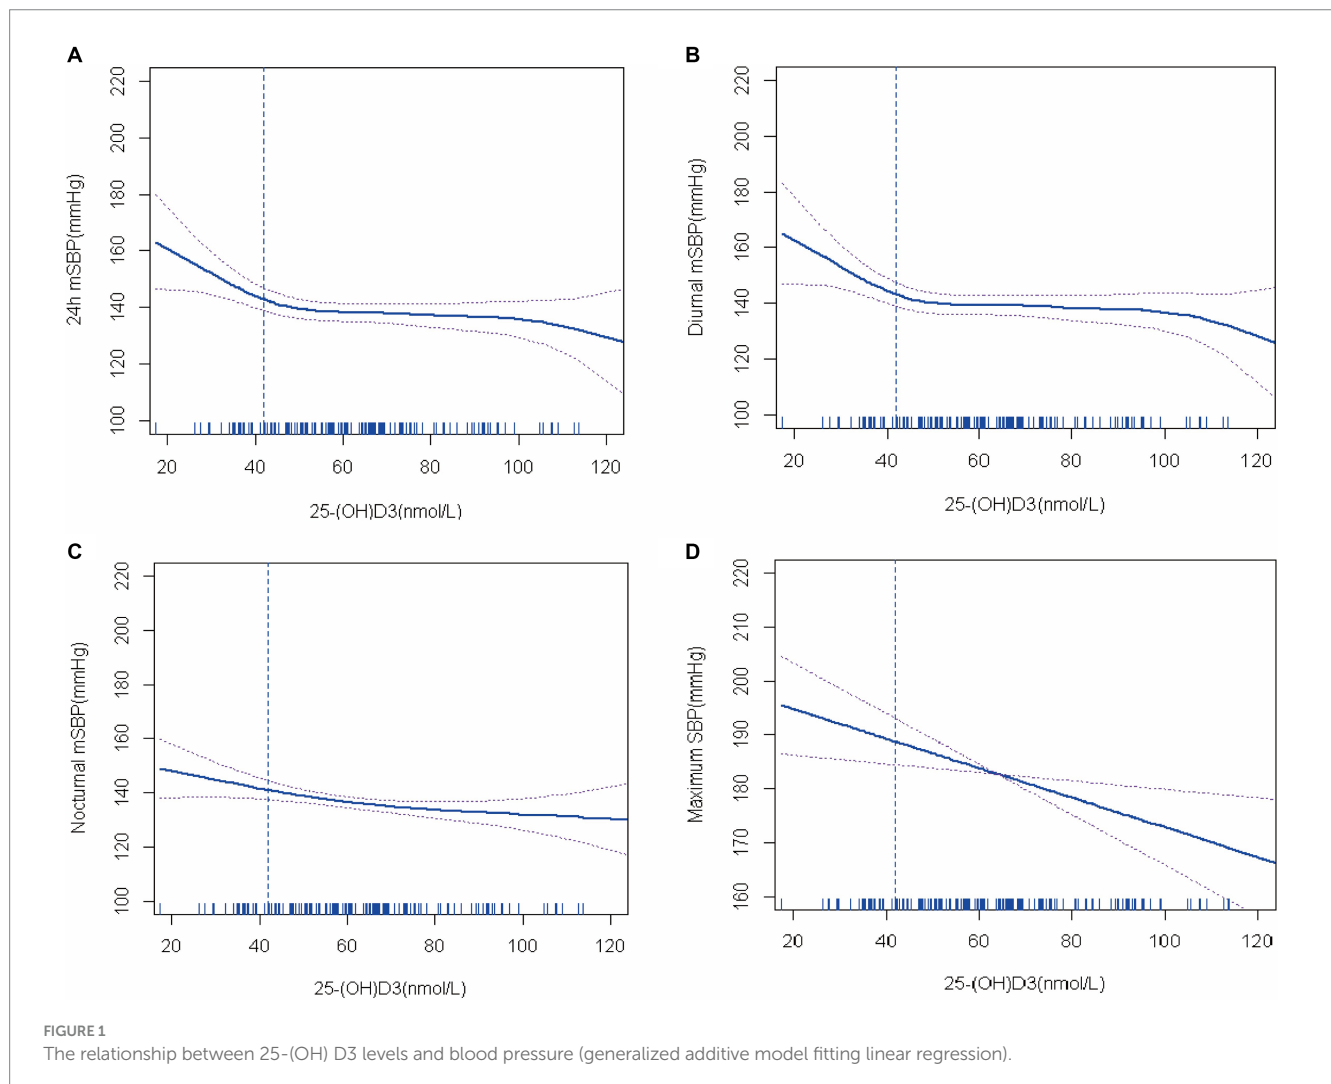 A
24h mSBP(mmHg)
220
200
180
160
140
120
100
20 40 60 80 100 120
25-(OH)D3(nmol/L)
B
Diurnal mSBP(mmHg)
220
200
180
160
140
120
100
20 40 60 80 100 120
25-(OH)D3(nmol/L)
C
Nocturnal mSBP(mmHg)
220
200
180
160
140
120
100
20 40 60 80 100 120
25-(OH)D3(nmol/L)
D
Maximum SBP(mmHg)
220
210
200
190
180
170
160
20 40 60 80 100 120
25-(OH)D3(nmol/L)
FIGURE 1
The relationship between 25-(OH) D3 levels and blood pressure (generalized additive model fitting linear regression).